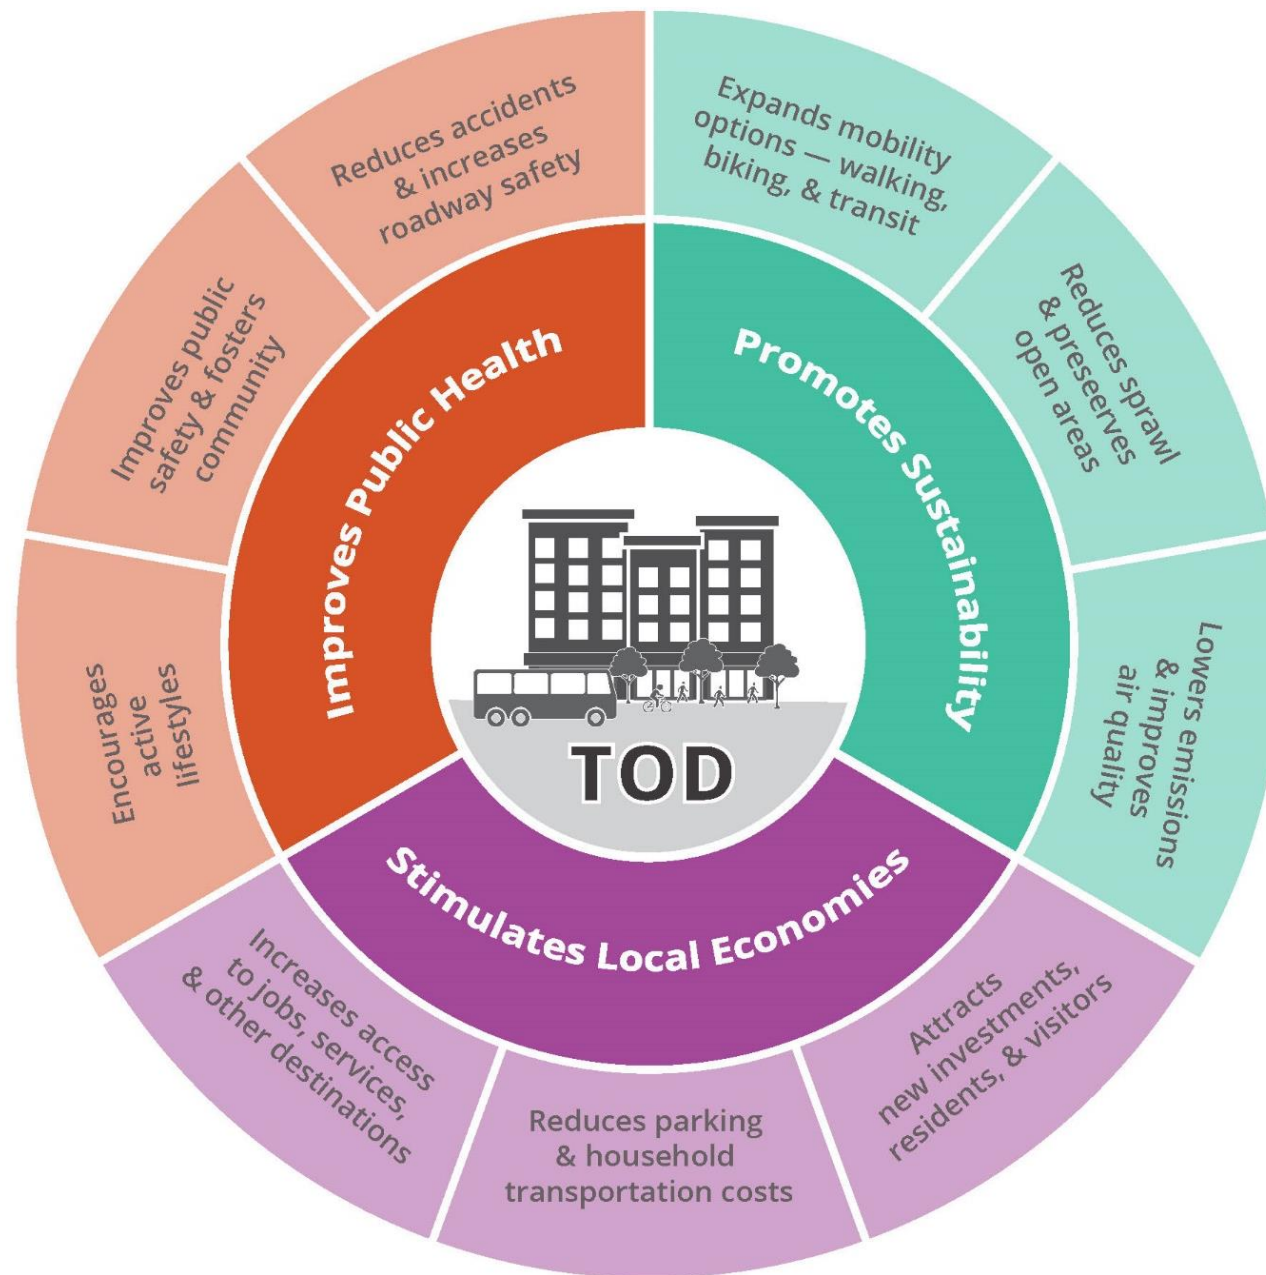 TOD
Promotes Sustainability
Expands mobility
options — walking,
biking, & transit
Reduces sprawl
& preseerves
open areas
Lowers emissions
& improves
air quality
Stimulates Local Economies
Attracts
new investments,
residents, & visitors
Reduces parking
& household
transportation costs
Increases access
to jobs, services,
& other destinations
Improves Public Health
Encourages
active
lifestyles
Improves public
safety & fosters
community
Reduces accidents
& increases
roadway safety